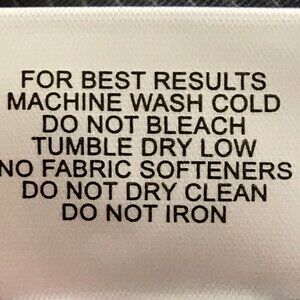 FOR BEST RESULTS
MACHINE WASH COLD
DO NOT BLEACH
TUMBLE DRY LOW
NO FABRIC SOFTENERS
DO NOT DRY CLEAN
DO NOT IRON